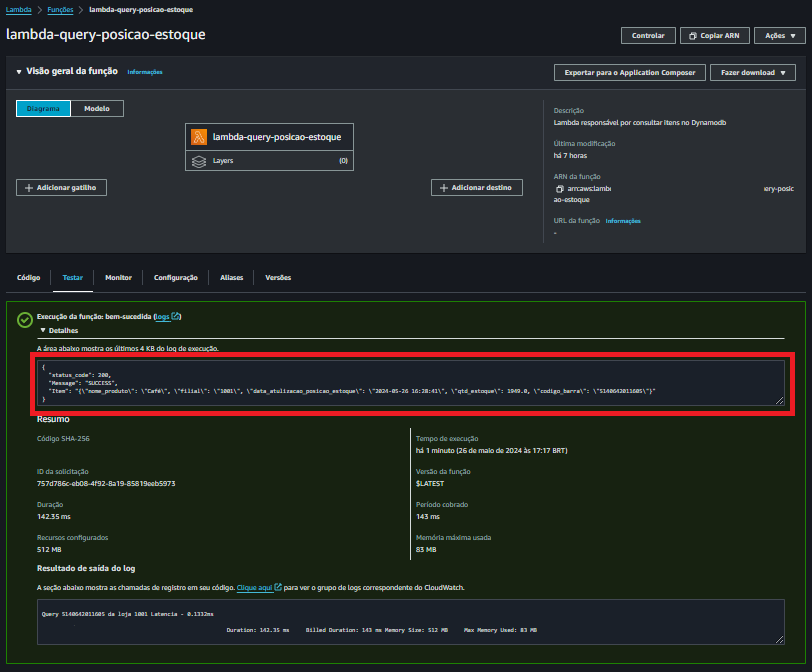 Lambda > Funções > lambda-query-posicao-estoque
lambda-query-posicao-estoque
Controlar Copiar ARN Ações ▼
▼ Visão geral da função Informações
Exportar para o Application Composer Fazer download ▼
Diagrama Modelo
lambda-query-posicao-estoque
Layers (0)
+ Adicionar gatilho
+ Adicionar destino
Descrição
Lambda responsável por consultar itens no Dynamodb
Última modificação
há 7 horas
ARN da função
arn:aws:lambd
ery-posic
ao-estoque
URL da função Informações
-
Código Testar Monitor Configuração Aliases Versões
Execução da função: bem-sucedida (logs)
▼ Detalhes
A área abaixo mostra os últimos 4 KB do log de execução.
{
"status_code": 200,
"Message": "SUCCESS",
"Item": "{\"nome_produto\": \"Café\", \"filial\": \"1001\", \"data_atulizacao_posicao_estoque\": \"2024-05-26 16:28:41\", \"qtd_estoque\": 1949.0, \"codigo_barra\": \"5140642011605\"}"
}
Resumo
Código SHA-256
Tempo de execução
há 1 minuto (26 de maio de 2024 às 17:17 BRT)
ID da solicitação
757d786c-eb08-4f92-8a19-85819eeb5973
Versão da função
$LATEST
Duração
142.35 ms
Período cobrado
143 ms
Recursos configurados
512 MB
Memória máxima usada
83 MB
Resultado de saída do log
A seção abaixo mostra as chamadas de registro em seu código. Clique aqui para ver o grupo de logs correspondente do CloudWatch.
Query 5140642011605 da loja 1001 Latencia - 0.1332ms
Duration: 142.35 ms Billed Duration: 143 ms Memory Size: 512 MB Max Memory Used: 83 MB